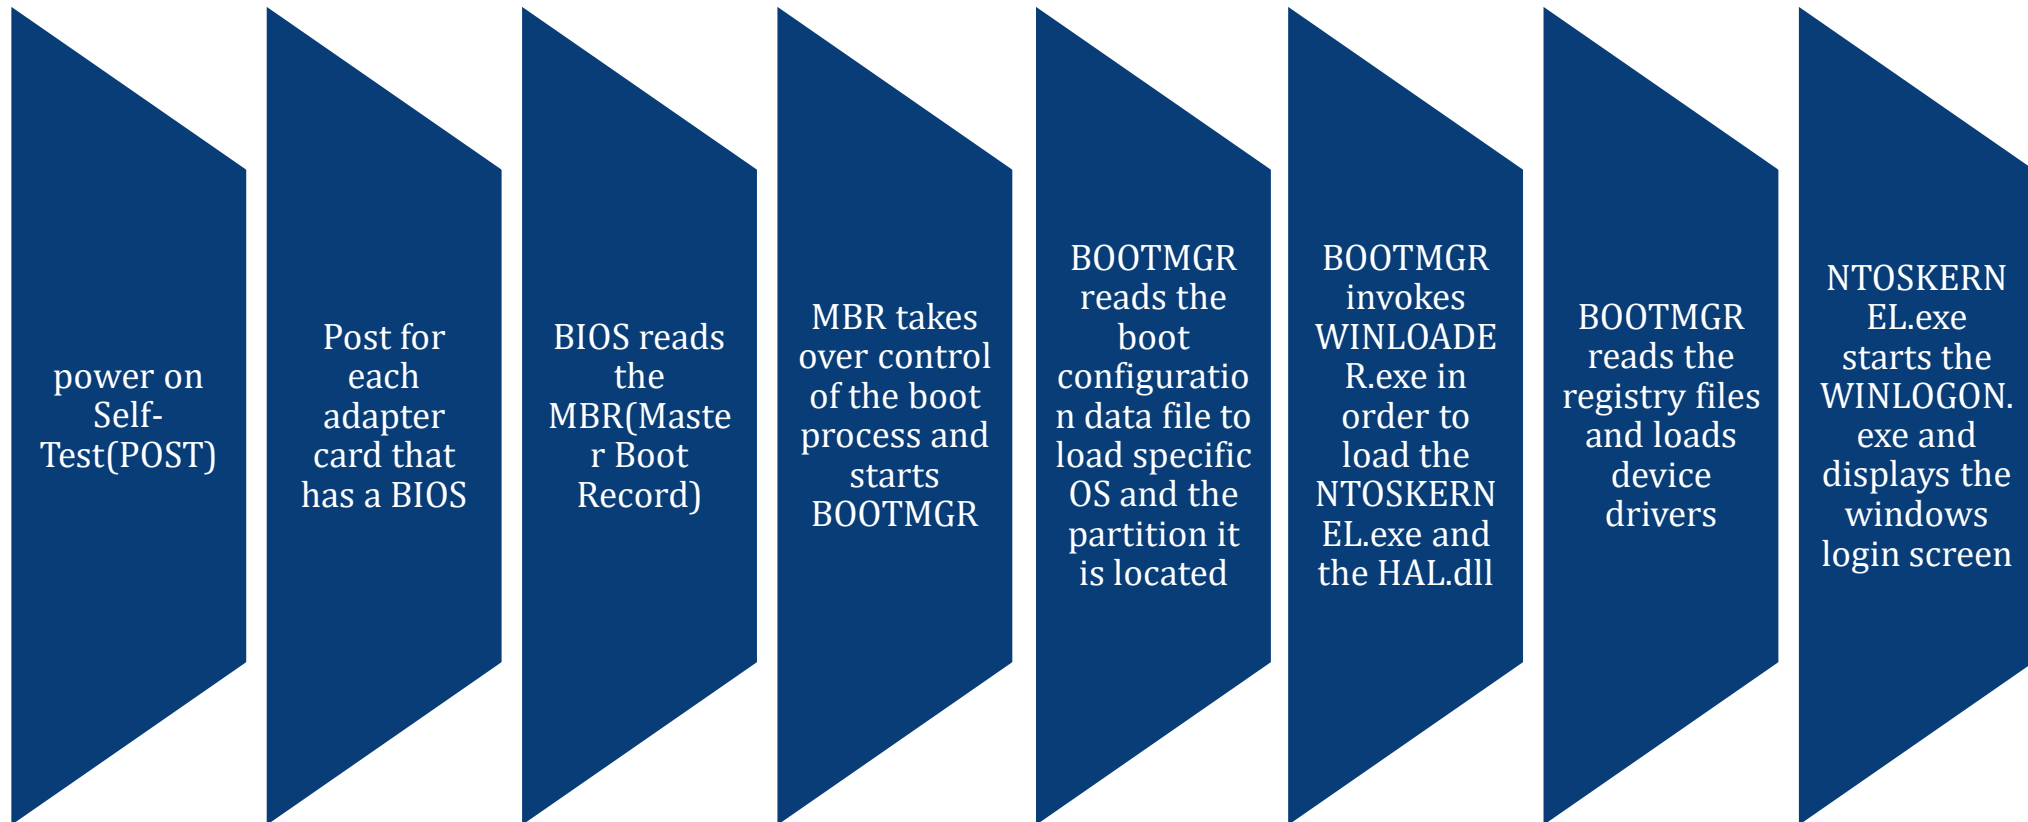 power on
Self-
Test(POST)
Post for
each
adapter
card that
has a BIOS
BIOS reads
the
MBR(Maste
r Boot
Record)
MBR takes
over control
of the boot
process and
starts
BOOTMGR
BOOTMGR
reads the
boot
configuratio
n data file to
load specific
OS and the
partition it
is located
BOOTMGR
invokes
WINLOADE
R.exe in
order to
load the
NTOSKERN
EL.exe and
the HAL.dll
BOOTMGR
reads the
registry files
and loads
device
drivers
NTOSKERN
EL.exe
starts the
WINLOGON.
exe and
displays the
windows
login screen